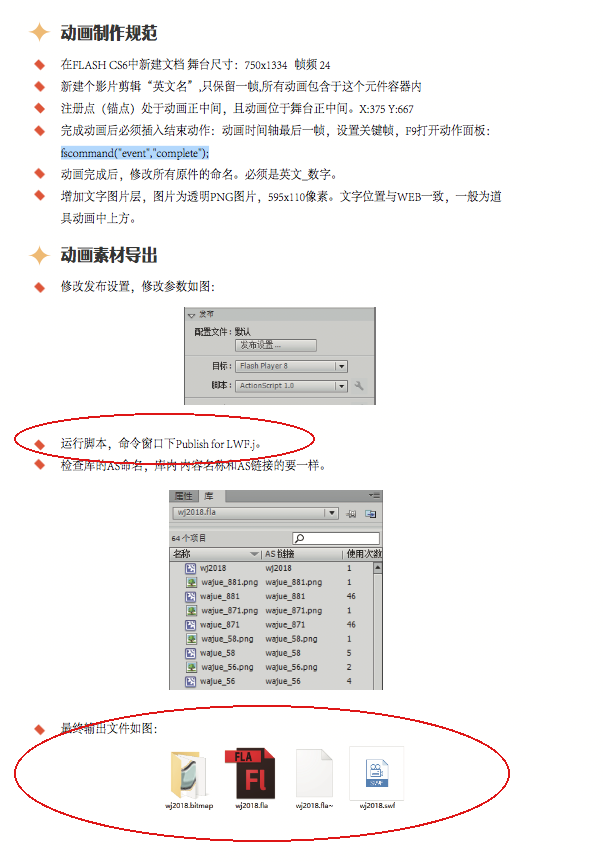 动画制作规范
在FLASH CS6中新建文档 舞台尺寸：750x1334 帧频 24
新建个影片剪辑“英文名”,只保留一帧,所有动画包含于这个元件容器内
注册点（锚点）处于动画正中间，且动画位于舞台正中间。X:375 Y:667
完成动画后必须插入结束动作：动画时间轴最后一帧，设置关键帧，F9打开动作面板：
fscommand("event","complete");
动画完成后，修改所有原件的命名。必须是英文_数字。
增加文字图片层，图片为透明PNG图片，595x110像素。文字位置与WEB一致，一般为道
具动画中上方。
动画素材导出
修改发布设置，修改参数如图：
发布
配置文件：默认
发布设置...
目标：Flash Player 8
脚本：ActionScript 1.0
运行脚本，命令窗口下Publish for LWF.j。
检查库的AS命名，库内 内容名称和AS链接的要一样。
属性 库
wj2018.fla
64 个项目
名称 AS 链接 使用次数
wj2018 wj2018 1
wajue_881.png wajue_881.png 1
wajue_881 wajue_881 46
wajue_871.png wajue_871.png 1
wajue_871 wajue_871 46
wajue_58.png wajue_58.png 1
wajue_58 wajue_58 5
wajue_56.png wajue_56.png 2
wajue_56 wajue_56 4
最终输出文件如图：
FLA
Fl
SWF
wj2018.bitmap wj2018.fla wj2018.fla~ wj2018.swf